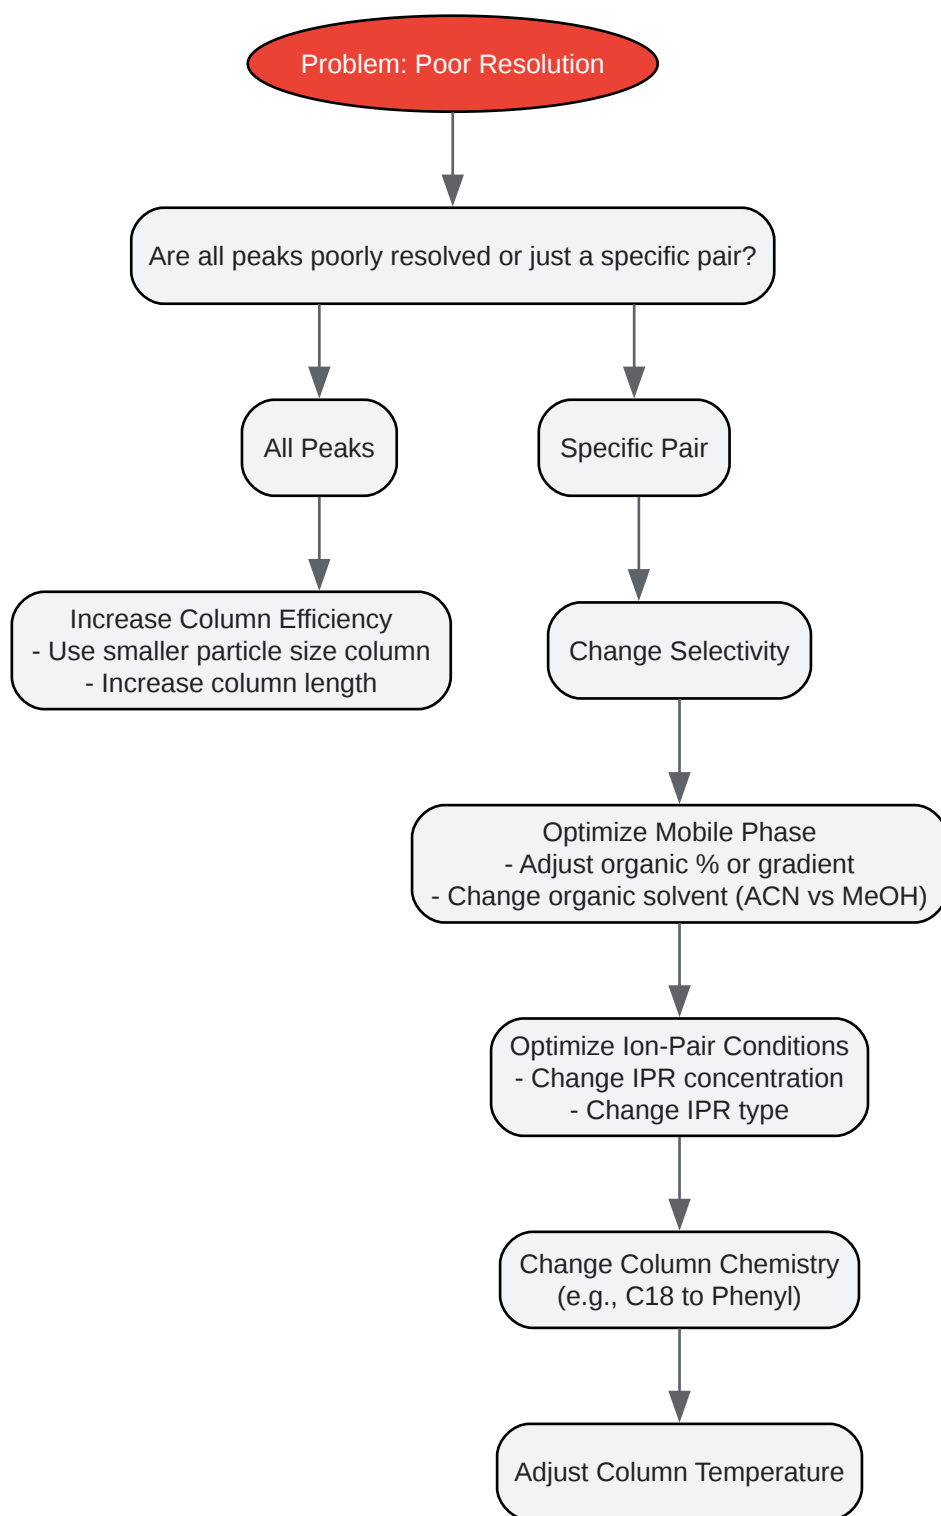 Problem: Poor Resolution
Are all peaks poorly resolved or just a specific pair?
All Peaks
Specific Pair
Increase Column Efficiency
- Use smaller particle size column
- Increase column length
Change Selectivity
Optimize Mobile Phase
- Adjust organic % or gradient
- Change organic solvent (ACN vs MeOH)
Optimize Ion-Pair Conditions
- Change IPR concentration
- Change IPR type
Change Column Chemistry
(e.g., C18 to Phenyl)
Adjust Column Temperature